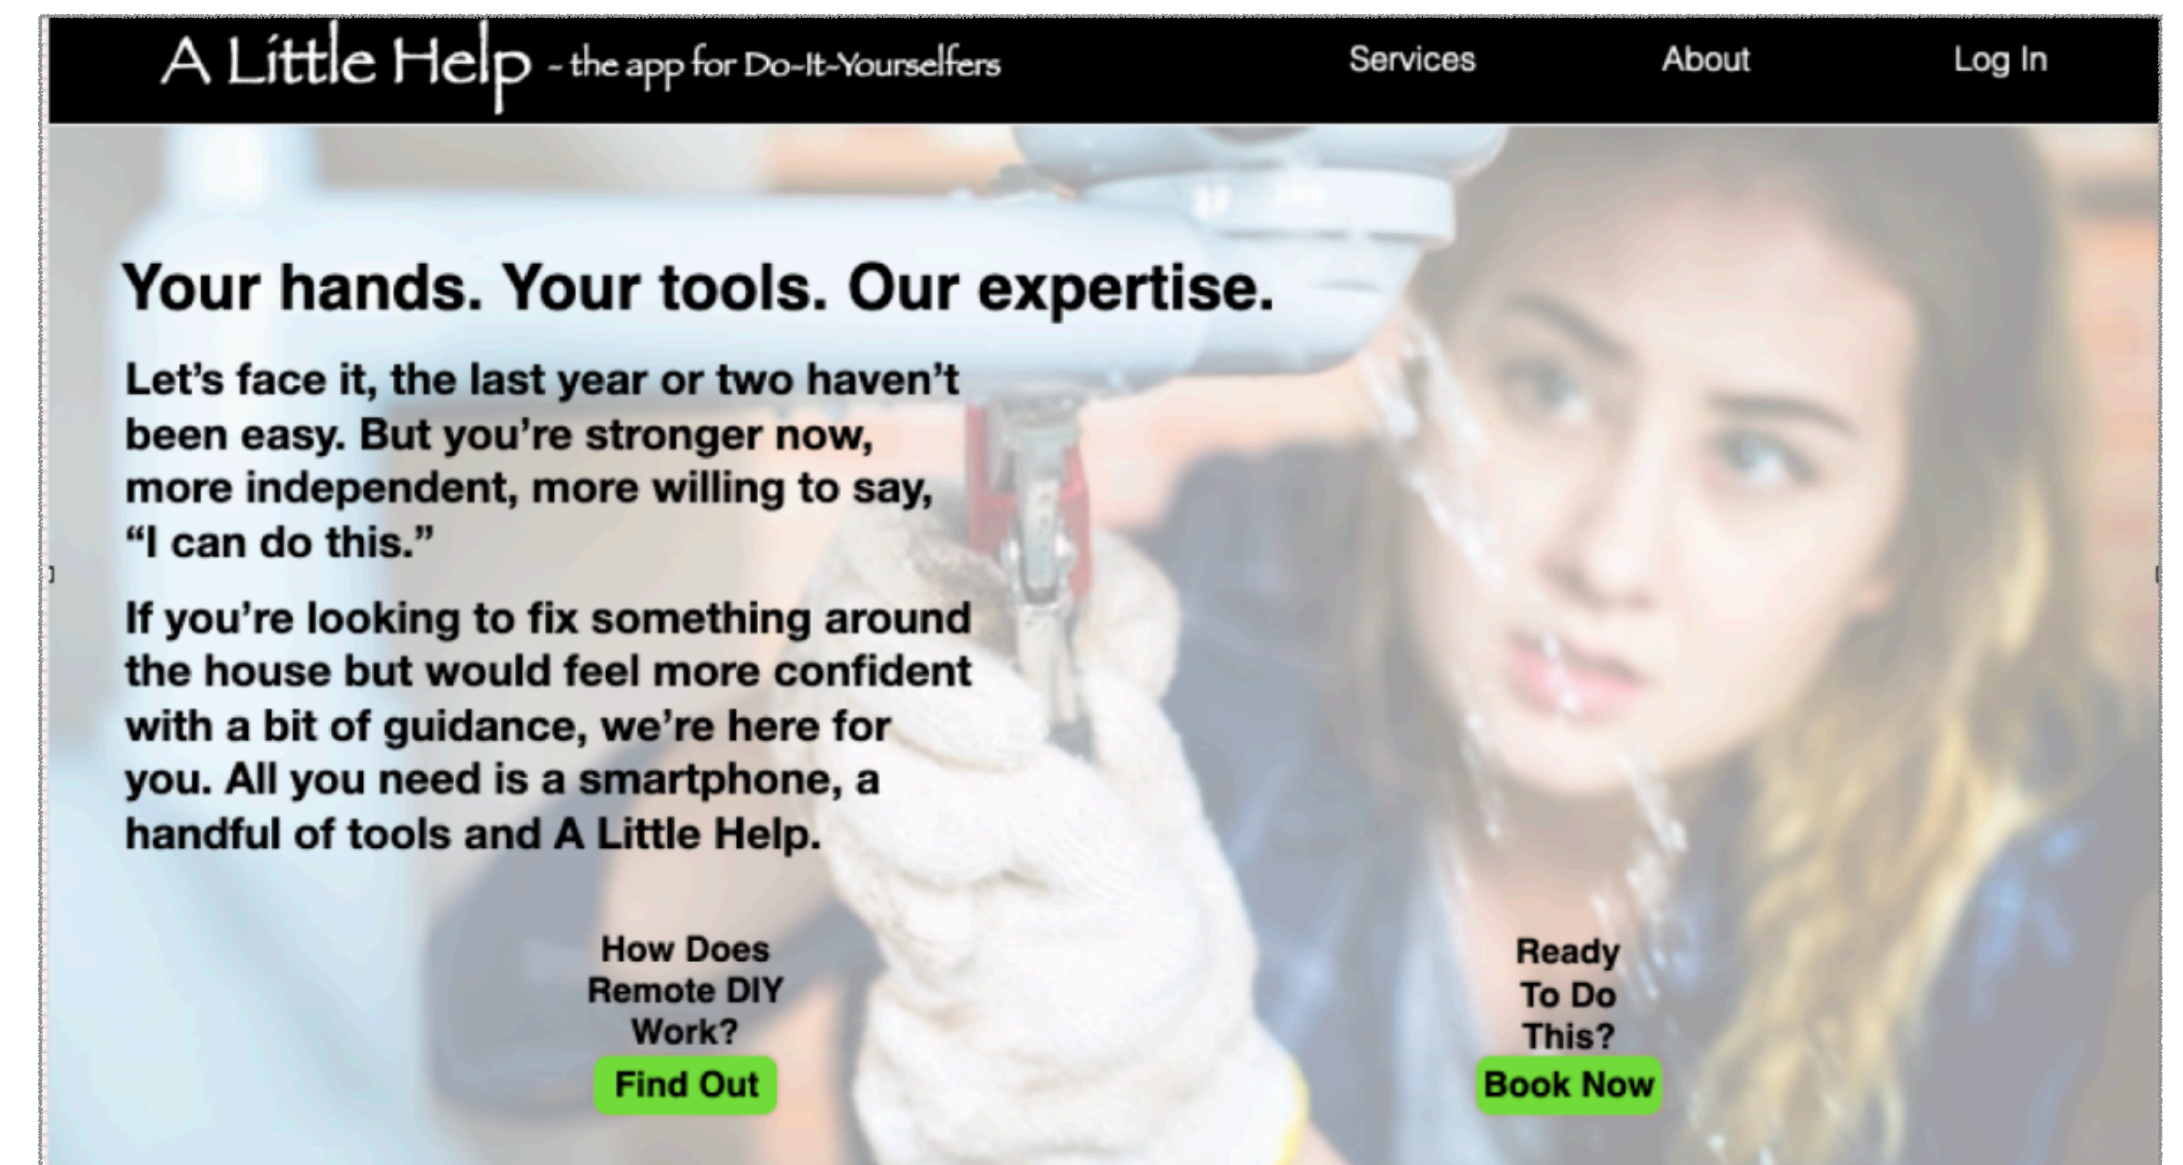 A Little Help - the app for Do-It-Yourselfers
Services
About
Log In
Your hands. Your tools. Our expertise.
Let’s face it, the last year or two haven’t
been easy. But you’re stronger now,
more independent, more willing to say,
“I can do this.”
If you’re looking to fix something around
the house but would feel more confident
with a bit of guidance, we’re here for
you. All you need is a smartphone, a
handful of tools and A Little Help.
How Does
Remote DIY
Work?
Find Out
Ready
To Do
This?
Book Now